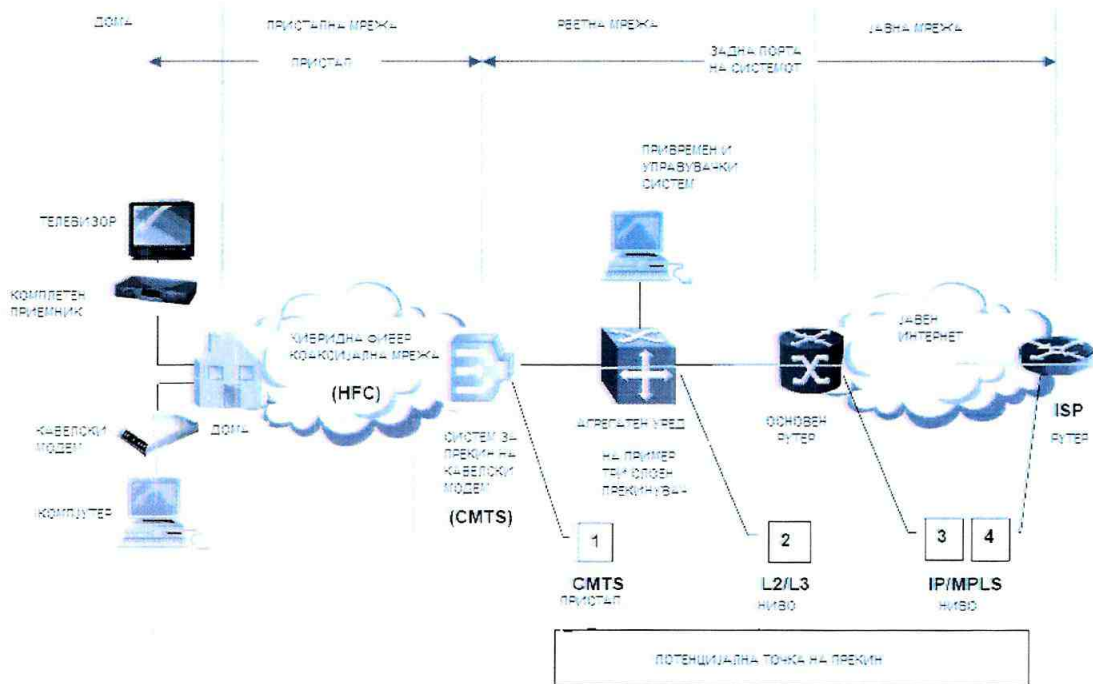 ДОМА
ПРИСТАПНА МРЕЖА
РВЕТНА МРЕЖА
ЈАВНА МРЕЖА
ПРИСТАП
ЗАДНА ПОРТА
НА СИСТЕМОТ
ПРИВРЕМЕН И
УПРАВУВАЧКИ
СИСТЕМ
ТЕЛЕВИЗОР
КОМПЛЕТЕН
ПРИЕМНИК
ХИБРИДНА ФИБЕР
КОАКСИЈАЛНА МРЕЖА
(HFC)
ЈАВЕН
ИНТЕРНЕТ
КАБЕЛСКИ
МОДЕМ
ДОМА
СИСТЕМ ЗА
ПРЕКИН НА
КАБЕЛСКИ
МОДЕМ
(CMTS)
АГРЕГАТЕН УРЕД
НА ПРИМЕР
ТРИ СЛОЕН
ПРЕКИНУВАЧ
ОСНОВЕН
РУТЕР
ISP
РУТЕР
КОМПЈУТЕР
1
2
3
4
CMTS
ПРИСТАП
L2/L3
НИВО
IP/MPLS
НИВО
ПОТЕНЦИЈАЛНА ТОЧКА НА ПРЕКИН